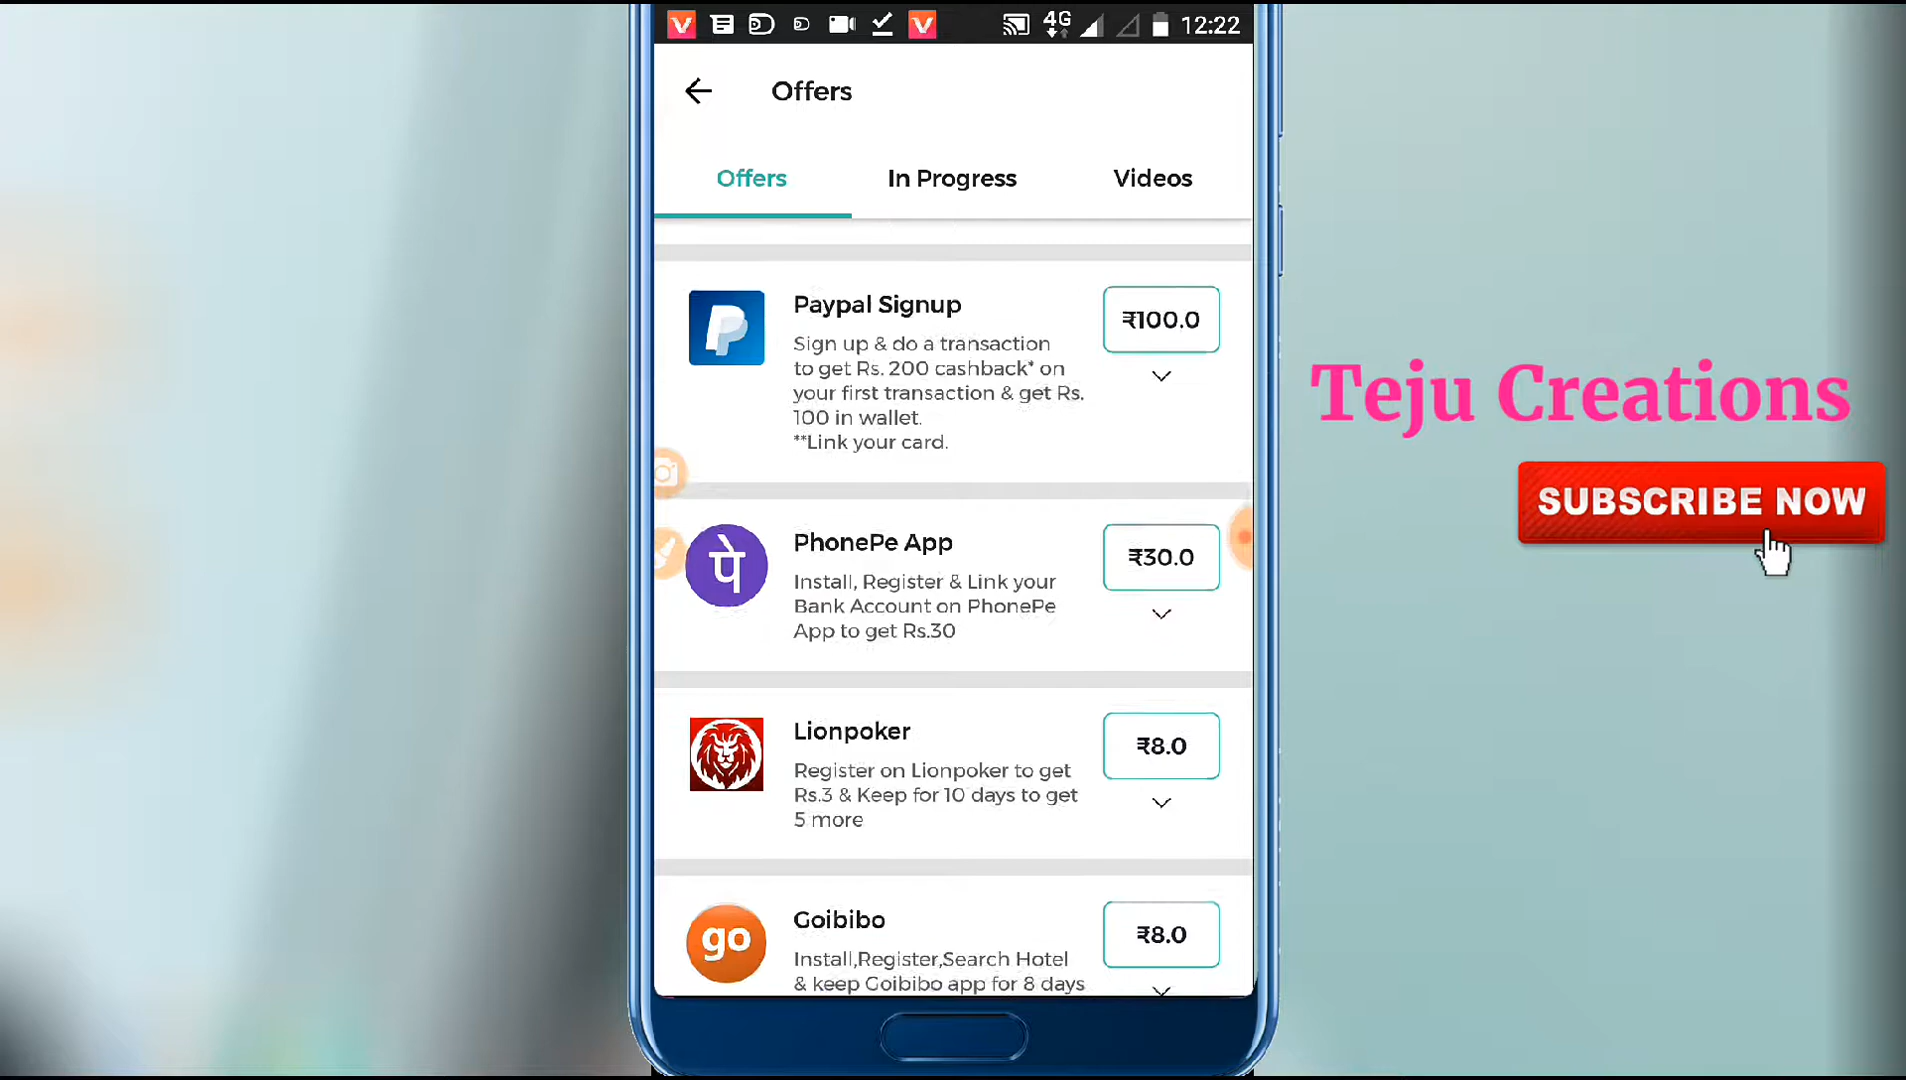 4G 12:22
Offers
Offers In Progress Videos
Paypal Signup
₹100.0
Sign up & do a transaction
to get Rs. 200 cashback* on
your first transaction & get Rs.
100 in wallet.
**Link your card.
पे
PhonePe App
₹30.0
Install, Register & Link your
Bank Account on PhonePe
App to get Rs.30
Lionpoker
₹8.0
Register on Lionpoker to get
Rs.3 & Keep for 10 days to get
5 more
go
Goibibo
₹8.0
Install,Register,Search Hotel
& keep Goibibo app for 8 days
Teju Creations
SUBSCRIBE NOW